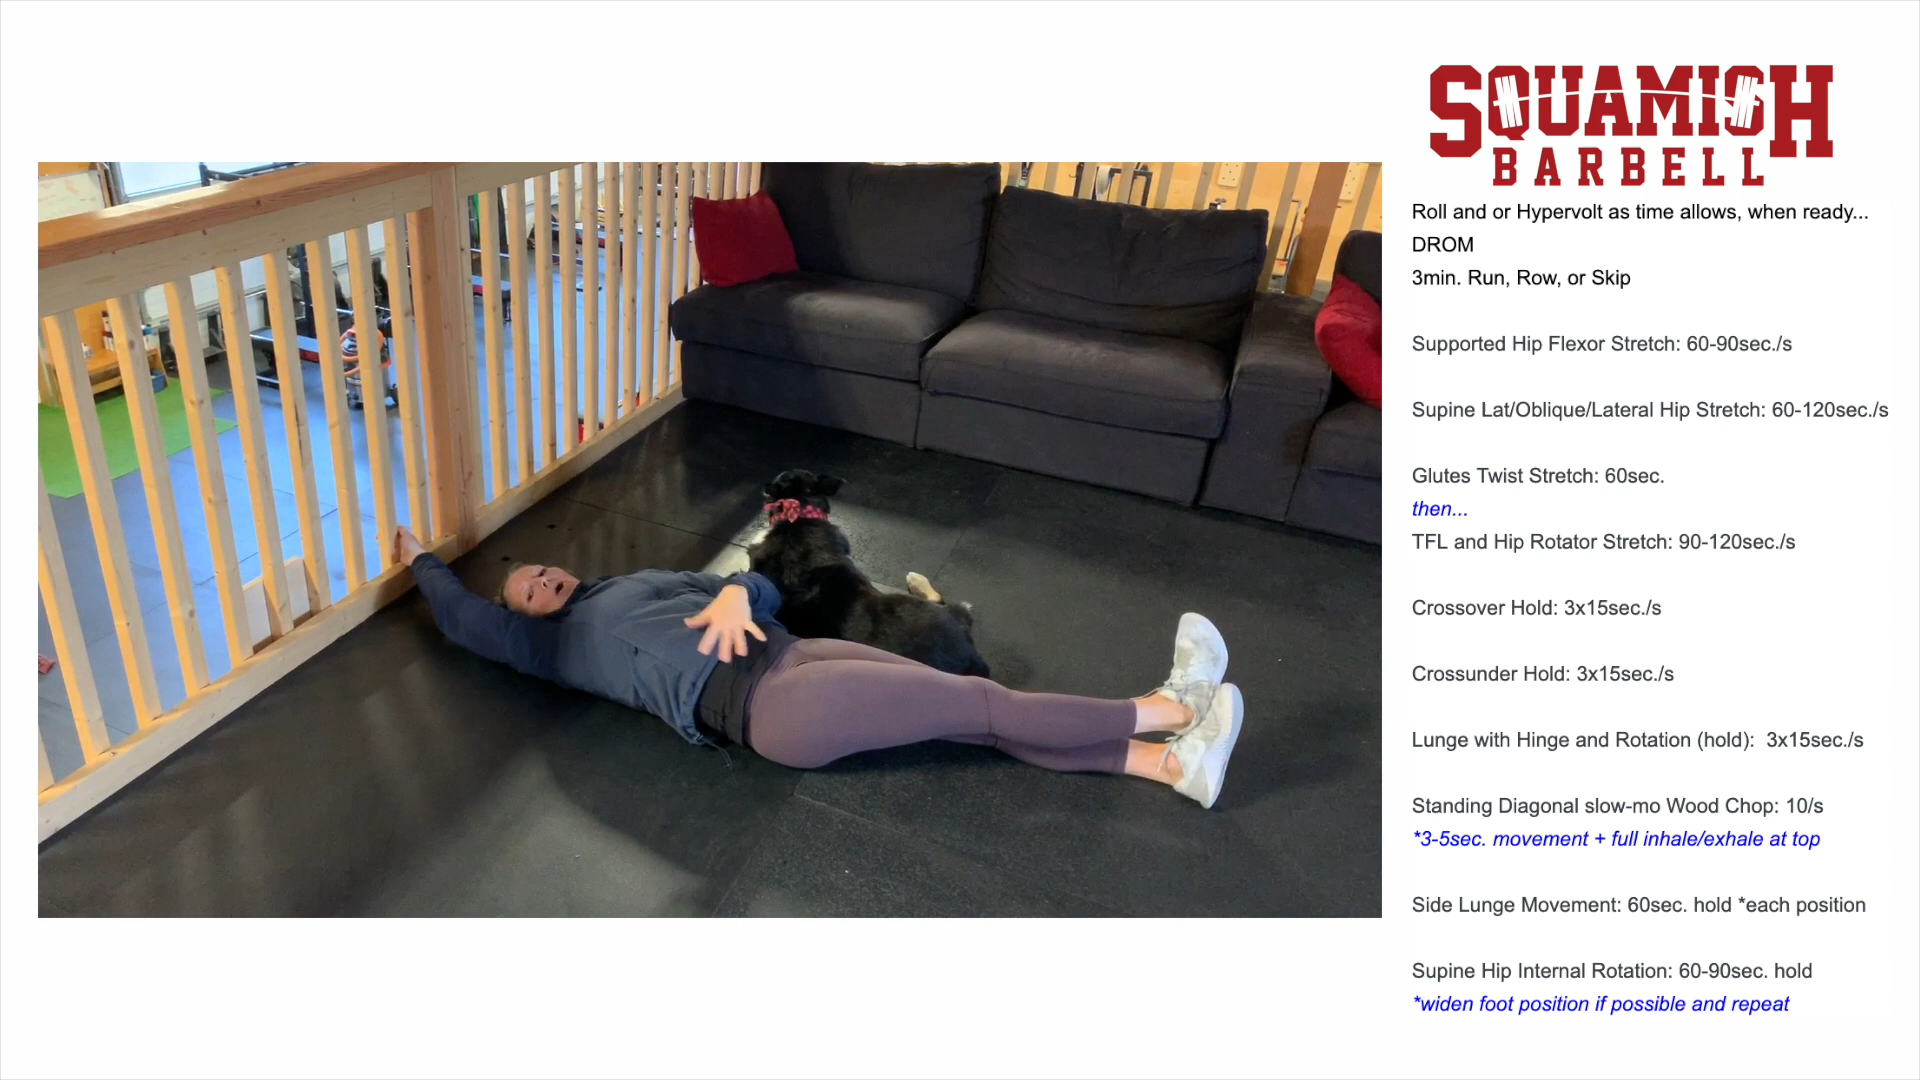 SQUAMISH
BARBELL
Roll and or Hypervolt as time allows, when ready...
DROM
3min. Run, Row, or Skip
Supported Hip Flexor Stretch: 60-90sec./s
Supine Lat/Oblique/Lateral Hip Stretch: 60-120sec./s
Glutes Twist Stretch: 60sec.
then...
TFL and Hip Rotator Stretch: 90-120sec./s
Crossover Hold: 3x15sec./s
Crossunder Hold: 3x15sec./s
Lunge with Hinge and Rotation (hold):  3x15sec./s
Standing Diagonal slow-mo Wood Chop: 10/s
*3-5sec. movement + full inhale/exhale at top
Side Lunge Movement: 60sec. hold *each position
Supine Hip Internal Rotation: 60-90sec. hold
*widen foot position if possible and repeat